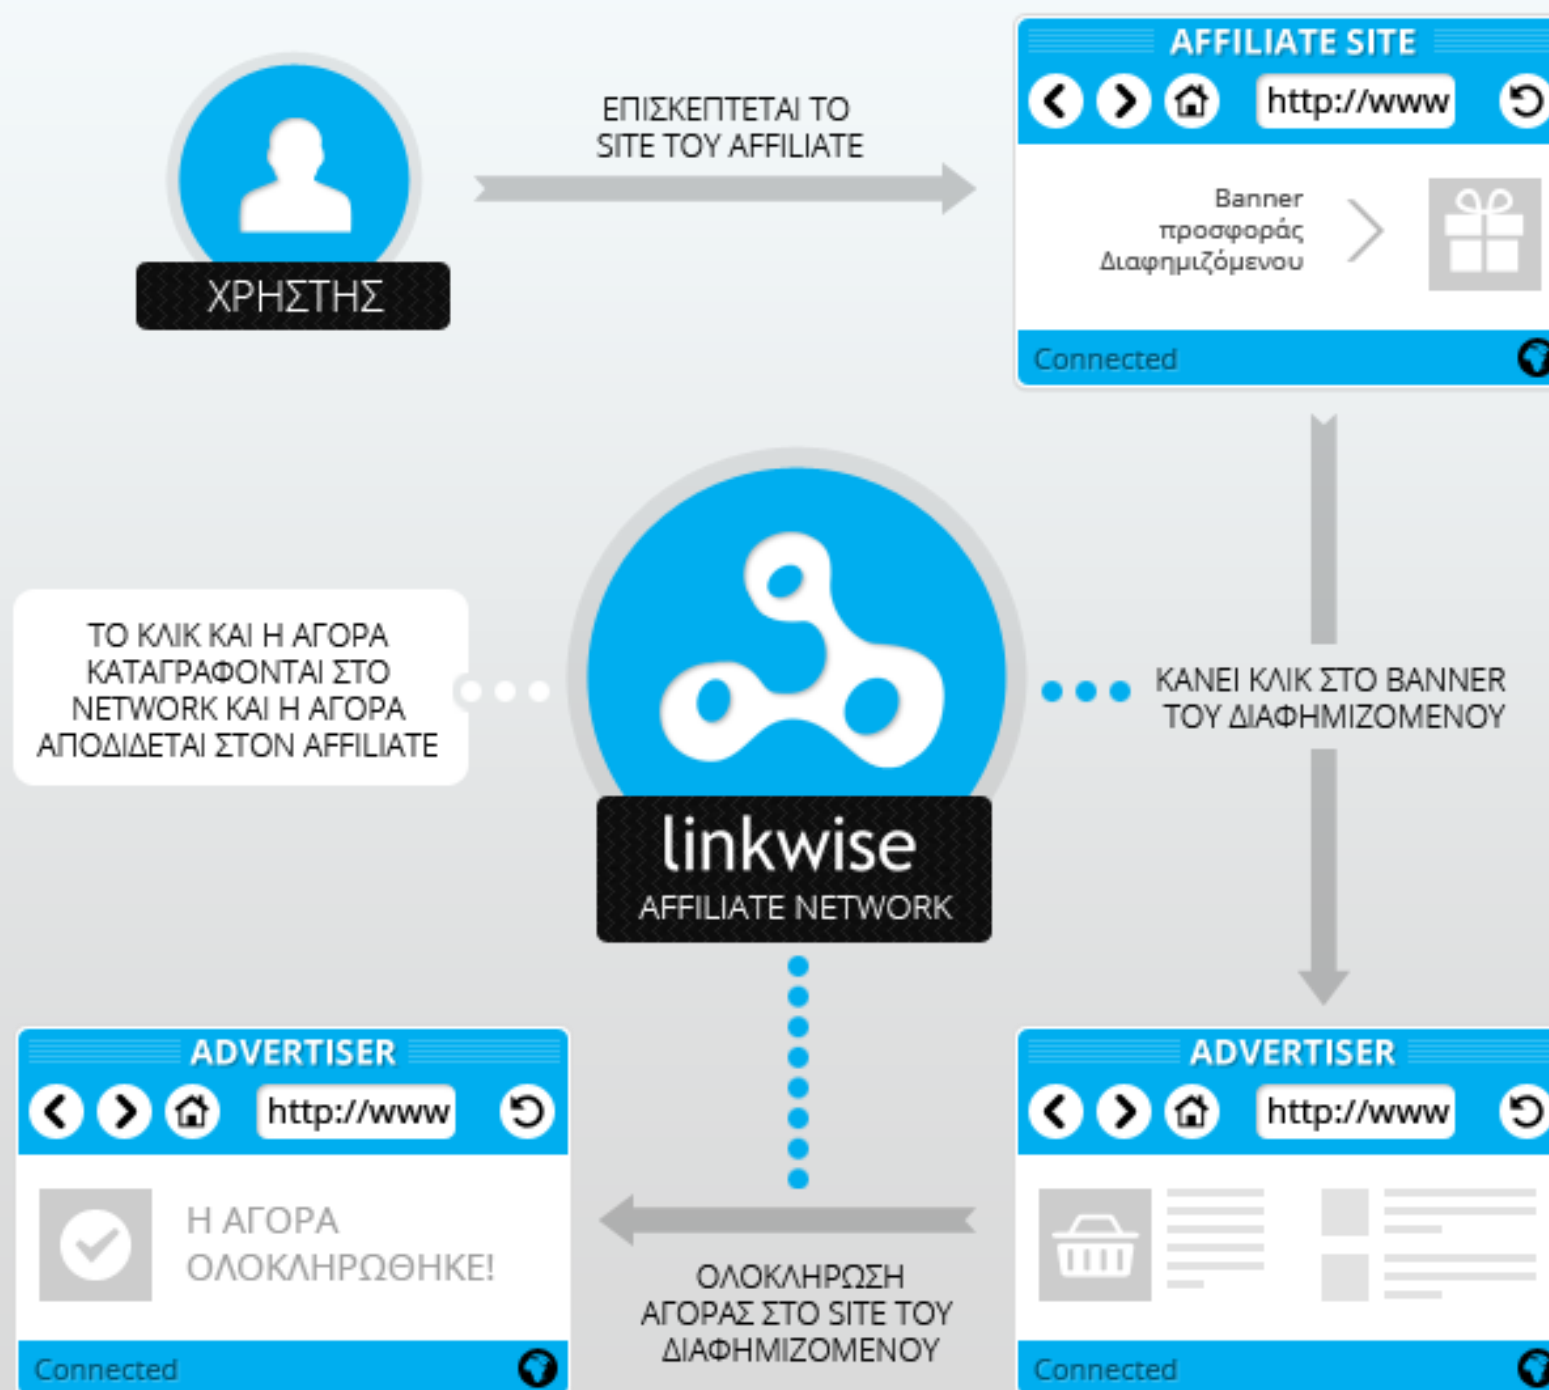 AFFILIATE SITE
http://www
ΕΠΙΣΚΕΠΤΕΤΑΙ ΤΟ
SITE ΤΟΥ AFFILIATE
Banner
προσφοράς
Διαφημιζόμενου
ΧΡΗΣΤΗΣ
Connected
ΤΟ ΚΛΙΚ ΚΑΙ Η ΑΓΟΡΑ
ΚΑΤΑΓΡΑΦΟΝΤΑΙ ΣΤΟ
NETWORK ΚΑΙ Η ΑΓΟΡΑ
ΑΠΟΔΙΔΕΤΑΙ ΣΤΟΝ AFFILIATE
ΚΑΝΕΙ ΚΛΙΚ ΣΤΟ BANNER
ΤΟΥ ΔΙΑΦΗΜΙΖΟΜΕΝΟΥ
linkwise
AFFILIATE NETWORK
ADVERTISER
http://www
Η ΑΓΟΡΑ
ΟΛΟΚΛΗΡΩΘΗΚΕ!
Connected
ΟΛΟΚΛΗΡΩΣΗ
ΑΓΟΡΑΣ ΣΤΟ SITE ΤΟΥ
ΔΙΑΦΗΜΙΖΟΜΕΝΟΥ
ADVERTISER
http://www
Connected